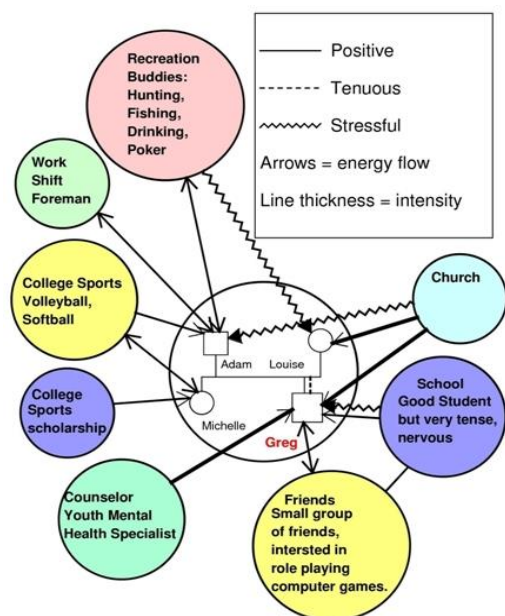 Recreation
Buddies:
Hunting,
Fishing,
Drinking,
Poker
Positive
Tenuous
Stressful
Arrows = energy flow
Line thickness = intensity
Work
Shift
Foreman
College Sports
Volleyball,
Softball
Church
Adam
Louise
College
Sports
scholarship
Michelle
Greg
School
Good Student
but very tense,
nervous
Counselor
Youth Mental
Health Specialist
Friends
Small group
of friends,
intersted in
role playing
computer games.